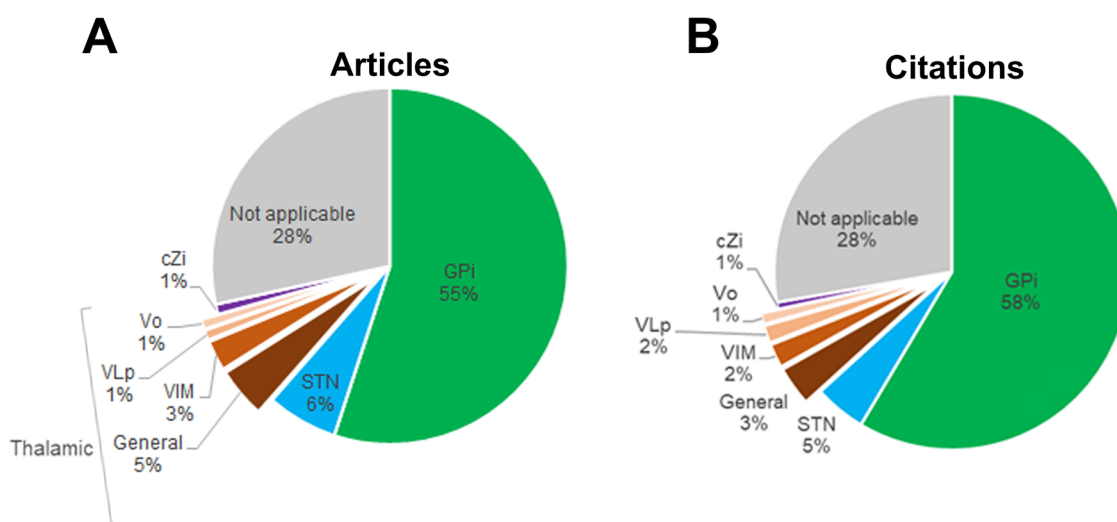 A
Articles
Not applicable
28%
cZi
1%
Vo
1%
VLp
1%
VIM
3%
General
5%
Thalamic
STN
6%
GPi
55%
B
Citations
Not applicable
28%
cZi
1%
Vo
1%
VLp
2%
VIM
2%
General
3%
STN
5%
GPi
58%